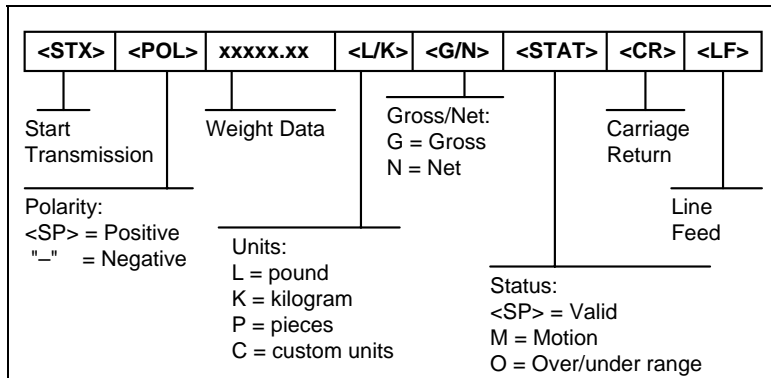 <STX> <POL> xxxxx.xx <L/K> <G/N> <STAT> <CR> <LF>
Start
Transmission
Weight Data
Gross/Net:
G = Gross
N = Net
Carriage
Return
Polarity:
<SP> = Positive
"–" = Negative
Line
Feed
Units:
L = pound
K = kilogram
P = pieces
C = custom units
Status:
<SP> = Valid
M = Motion
O = Over/under range